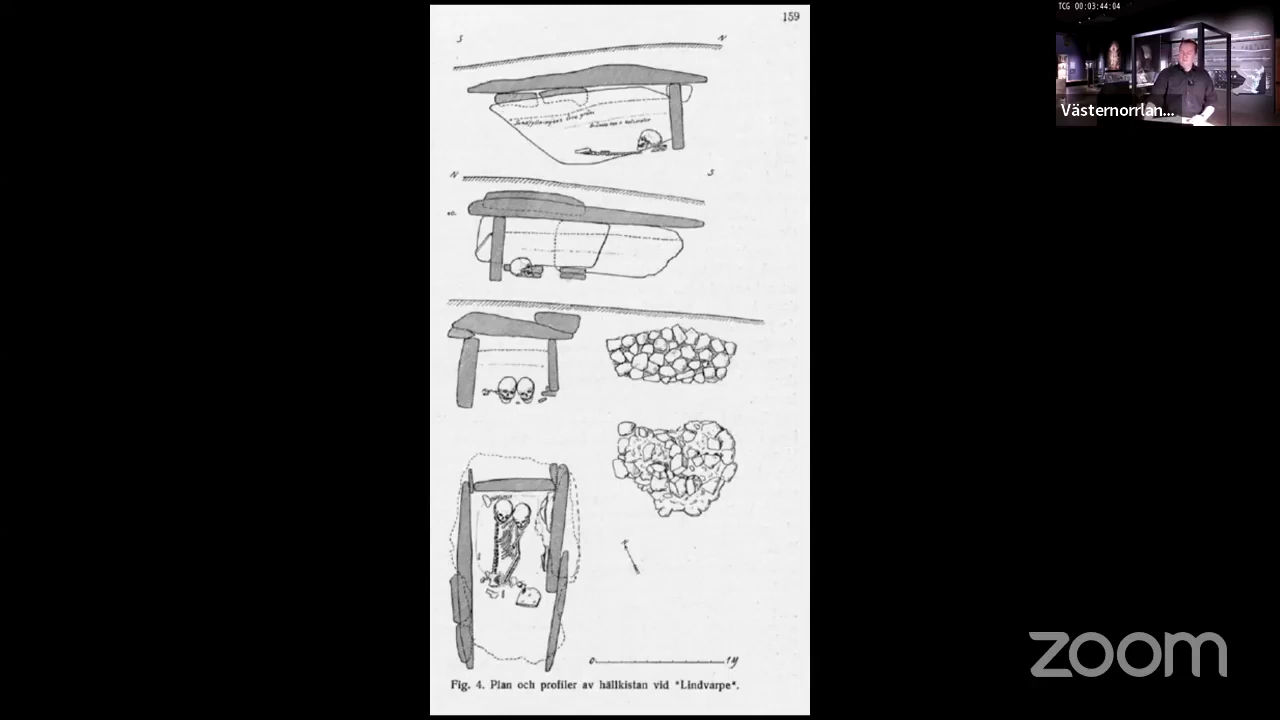 159
S
N
N
S
N
0
1 M
Fig. 4. Plan och profiler av hällkistan vid "Lindvarpe".
TCG 00:03:44:04
Västernorrlan...
zoom